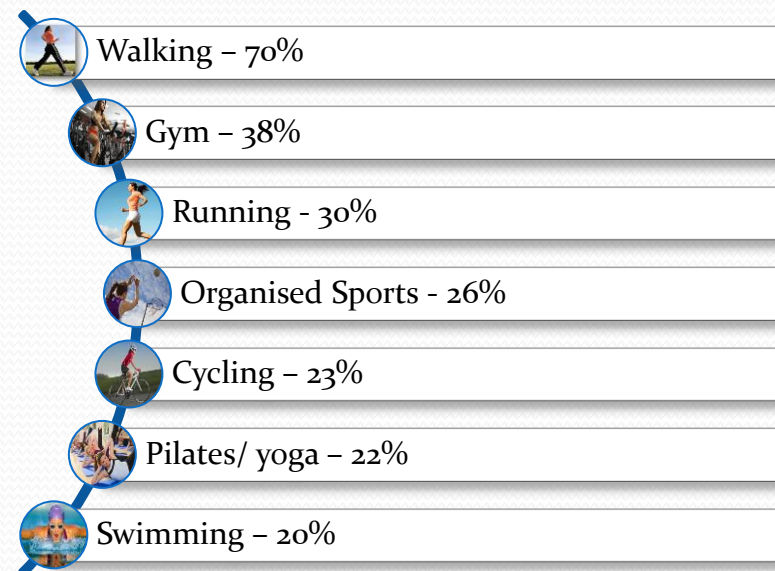 Walking – 70%
Gym – 38%
Running - 30%
Organised Sports - 26%
Cycling – 23%
Pilates/ yoga – 22%
Swimming – 20%